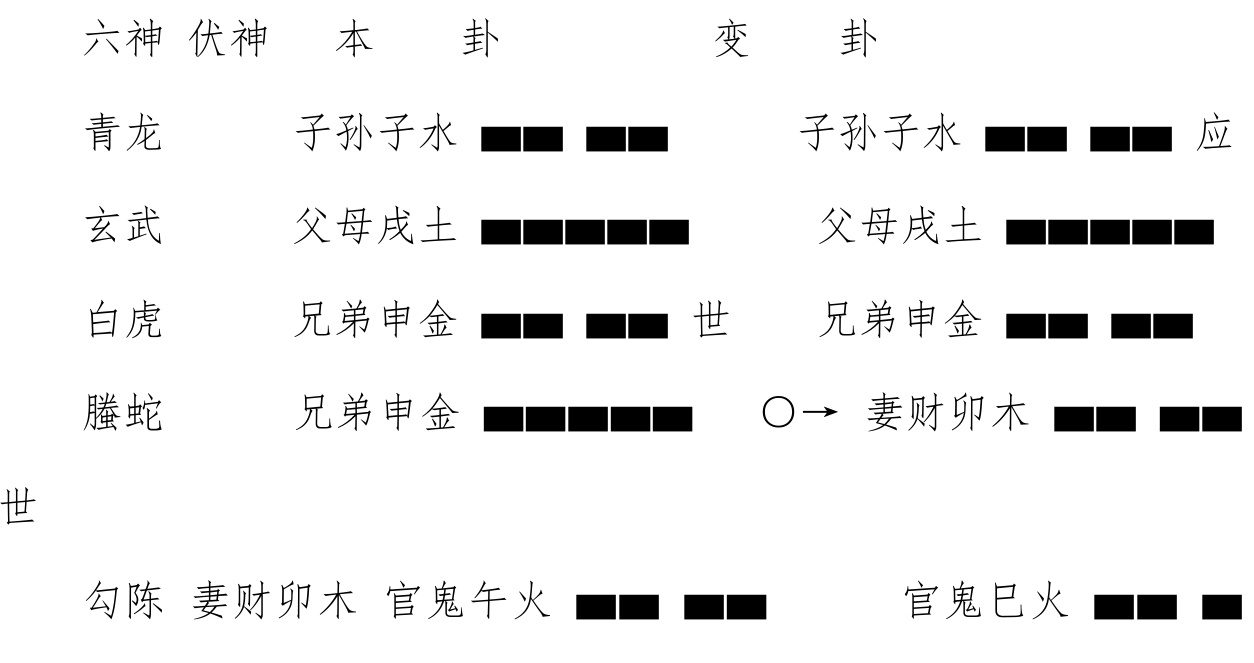 六神 伏神 本 卦 变 卦
青龙 子孙子水 ▅▅ ▅▅ 子孙子水 ▅▅ ▅▅ 应
玄武 父母戌土 ▅▅▅▅▅ 父母戌土 ▅▅▅▅▅
白虎 兄弟申金 ▅▅ ▅▅ 世 兄弟申金 ▅▅ ▅▅
螣蛇 兄弟申金 ▅▅▅▅▅ ○→ 妻财卯木 ▅▅ ▅▅
世
勾陈 妻财卯木 官鬼午火 ▅▅ ▅▅ 官鬼巳火 ▅▅ ▅